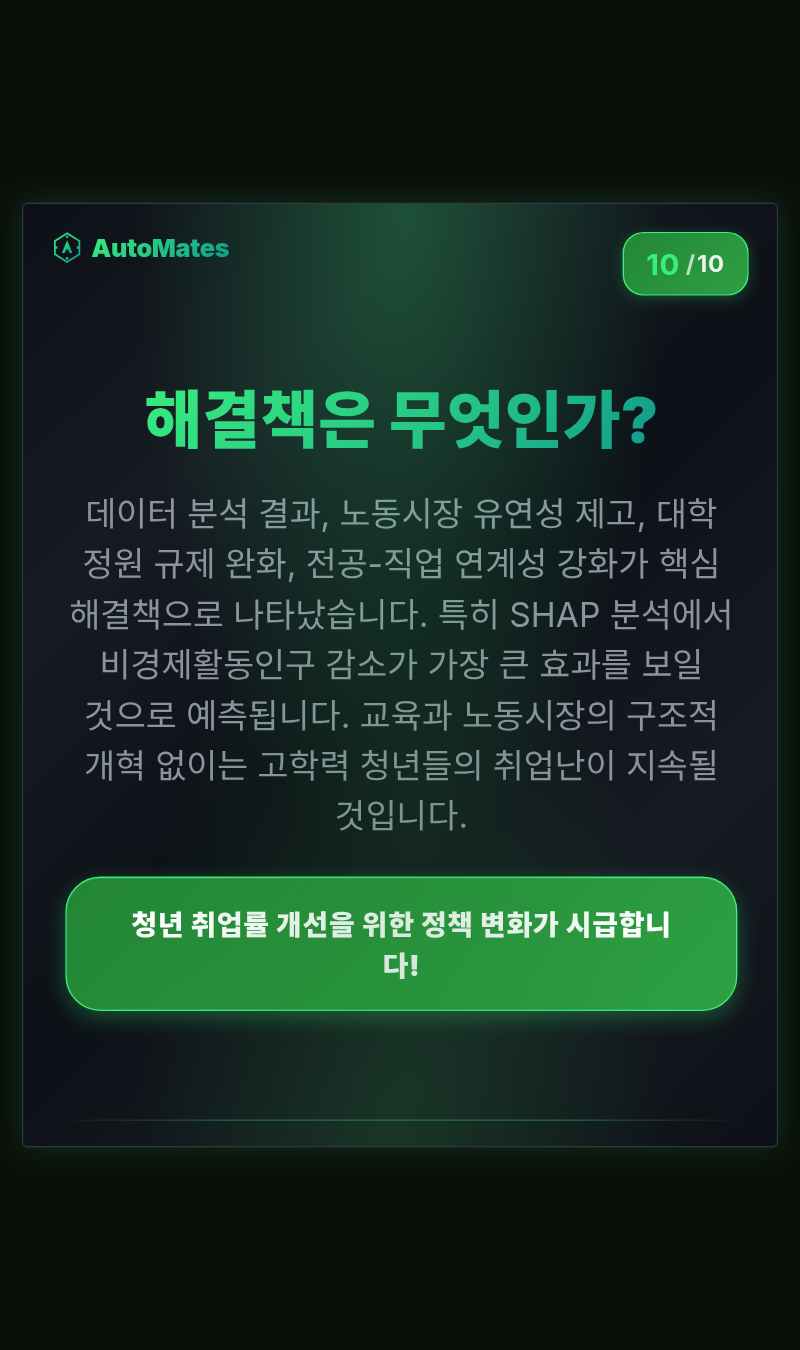 AutoMates
10 /10
해결책은 무엇인가?
데이터 분석 결과, 노동시장 유연성 제고, 대학
정원 규제 완화, 전공-직업 연계성 강화가 핵심
해결책으로 나타났습니다. 특히 SHAP 분석에서
비경제활동인구 감소가 가장 큰 효과를 보일
것으로 예측됩니다. 교육과 노동시장의 구조적
개혁 없이는 고학력 청년들의 취업난이 지속될
것입니다.
청년 취업률 개선을 위한 정책 변화가 시급합니
다!